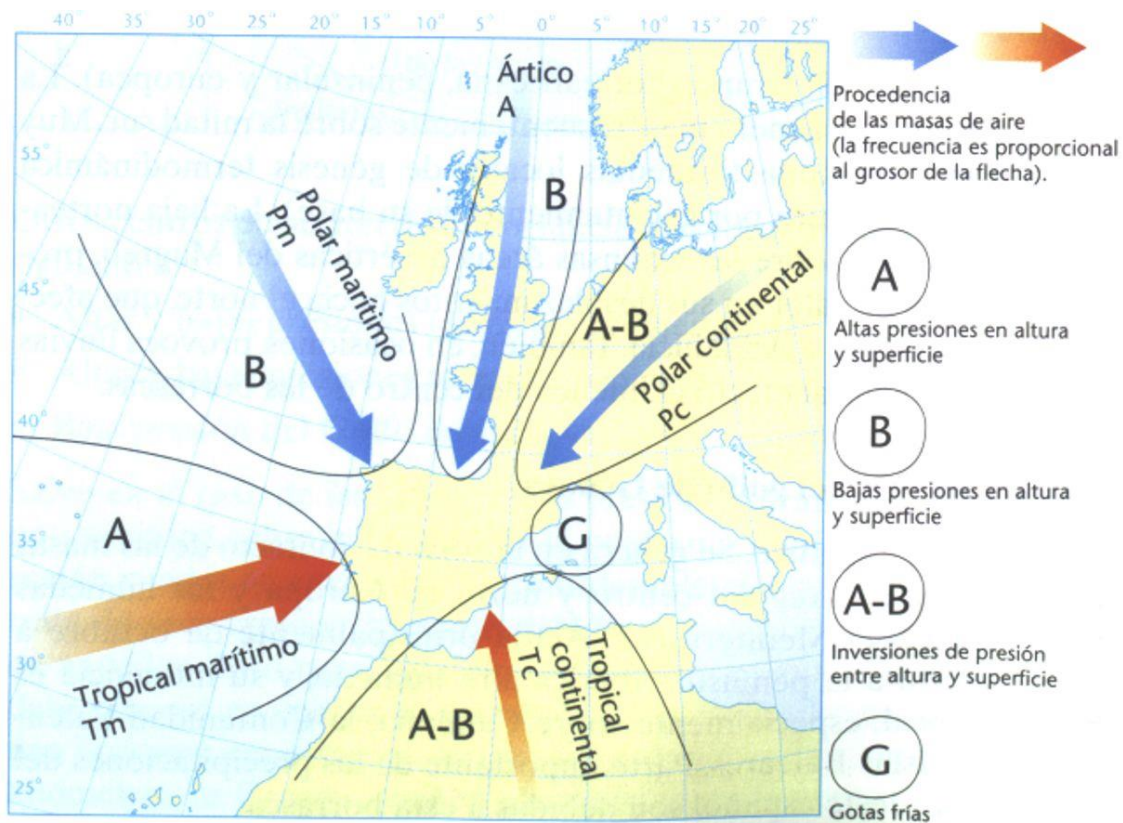 40° 35° 30° 25° 20° 15° 10° 5° 0° 5° 10° 15° 20° 25°
Ártico
A
55°
B
Polar marítimo
Pm
45°
B
A-B
Polar continental
Pc
40°
A
35°
G
Tropical marítimo
Tm
30°
A-B
Tropical
continental
Tc
25°
Procedencia
de las masas de aire
(la frecuencia es proporcional
al grosor de la flecha).
A
Altas presiones en altura
y superficie
B
Bajas presiones en altura
y superficie
A-B
Inversiones de presión
entre altura y superficie
G
Gotas frías